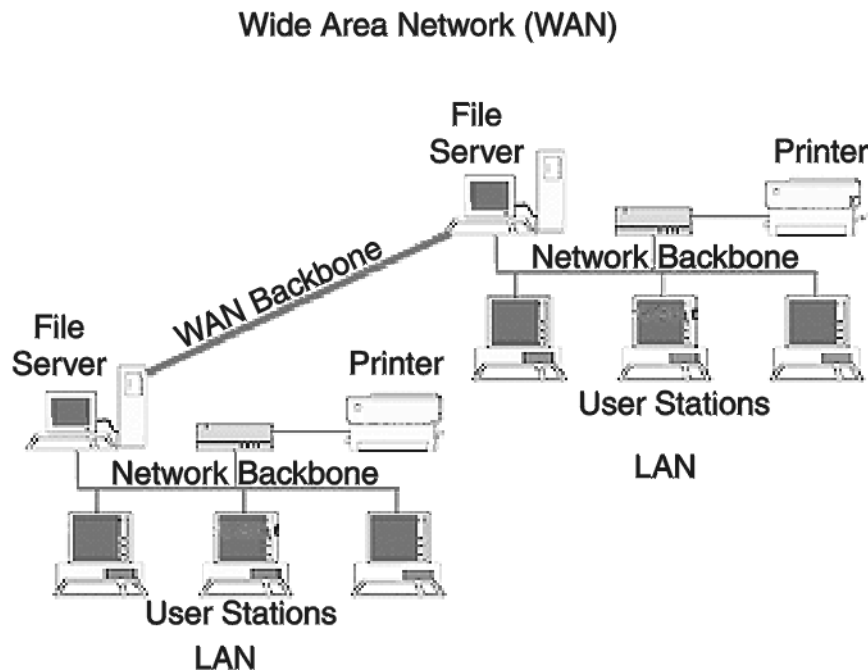 Wide Area Network (WAN)
File
Server
Printer
Network Backbone
User Stations
LAN
WAN Backbone
File
Server
Printer
Network Backbone
User Stations
LAN